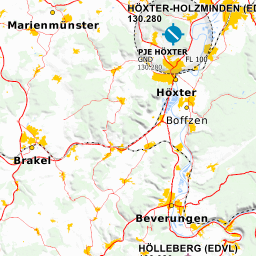 HÖXTER-HOLZMINDEN (ED
130.280
Marienmünster
PJE HÖXTER
GND FL 100
130.280
Höxter
Boffzen
Brakel
Beverungen
HÖLLEBERG (EDVL)